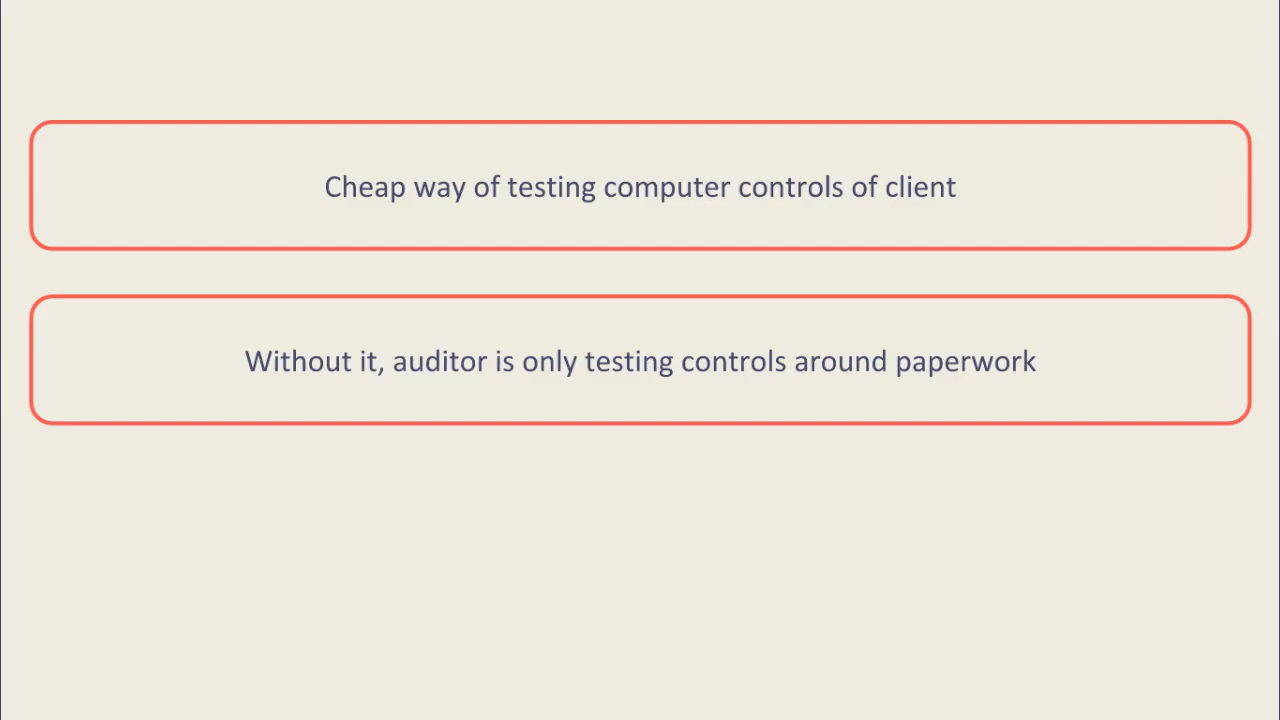 Cheap way of testing computer controls of client
Without it, auditor is only testing controls around paperwork